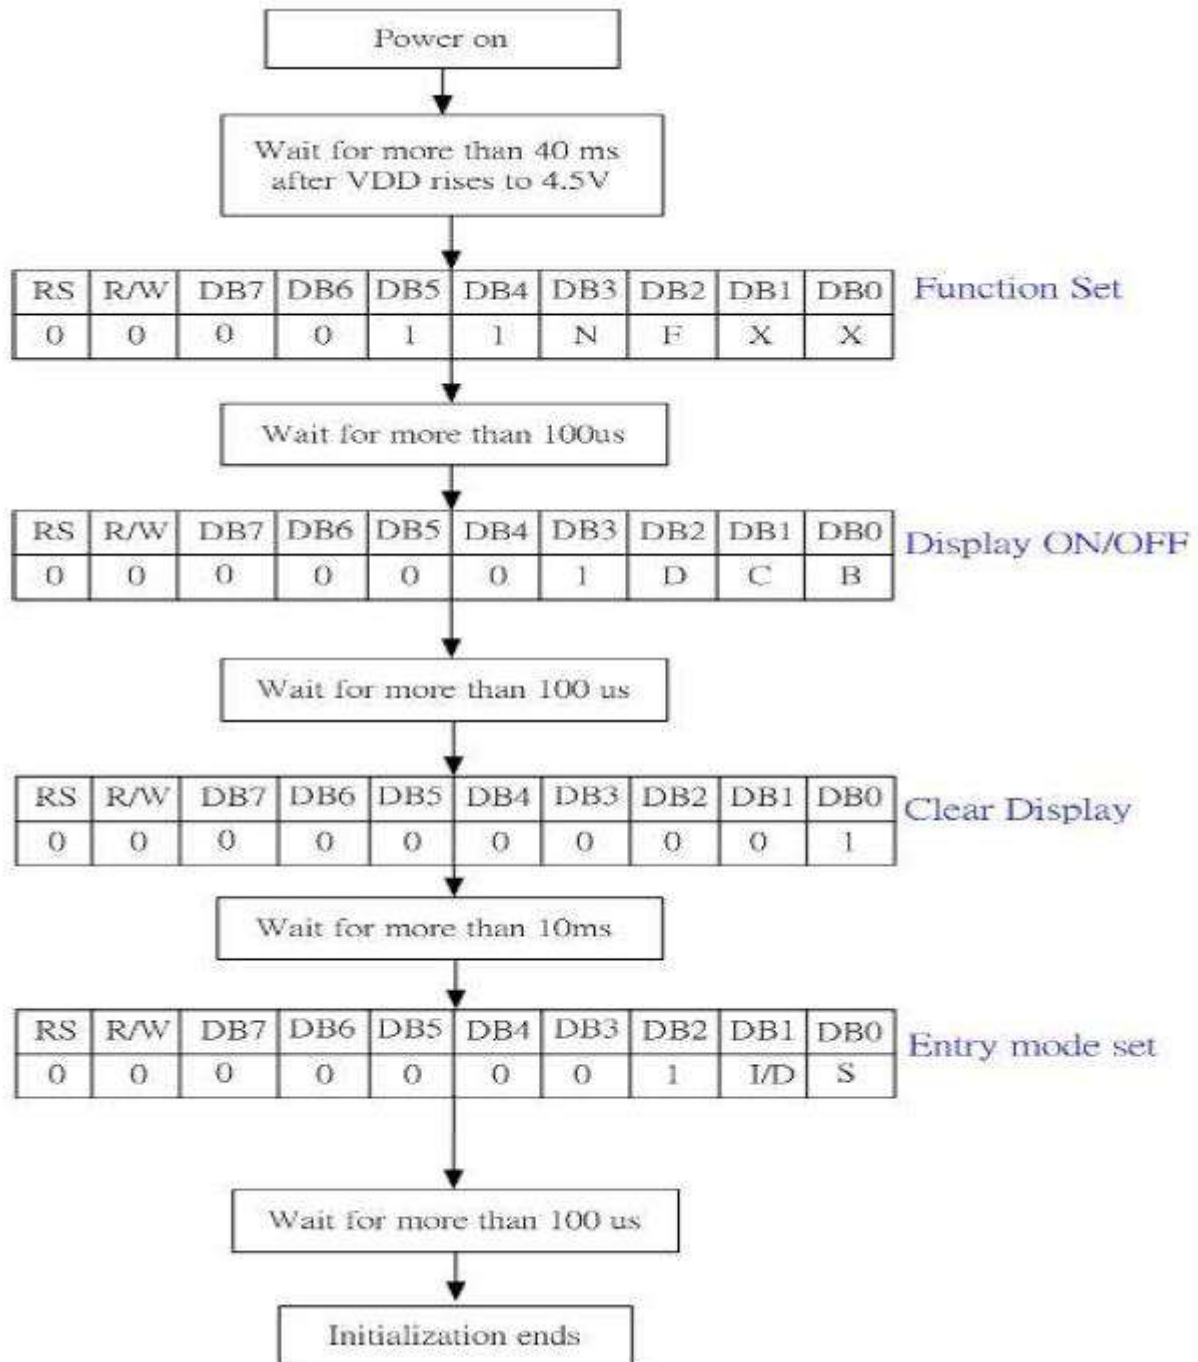 Power on
Wait for more than 40 ms
after VDD rises to 4.5V
RS R/W DB7 DB6 DB5 DB4 DB3 DB2 DB1 DB0 Function Set
0 0 0 0 1 1 N F X X
Wait for more than 100us
RS R/W DB7 DB6 DB5 DB4 DB3 DB2 DB1 DB0 Display ON/OFF
0 0 0 0 0 0 1 D C B
Wait for more than 100 us
RS R/W DB7 DB6 DB5 DB4 DB3 DB2 DB1 DB0 Clear Display
0 0 0 0 0 0 0 0 0 1
Wait for more than 10ms
RS R/W DB7 DB6 DB5 DB4 DB3 DB2 DB1 DB0 Entry mode set
0 0 0 0 0 0 0 1 I/D S
Wait for more than 100 us
Initialization ends